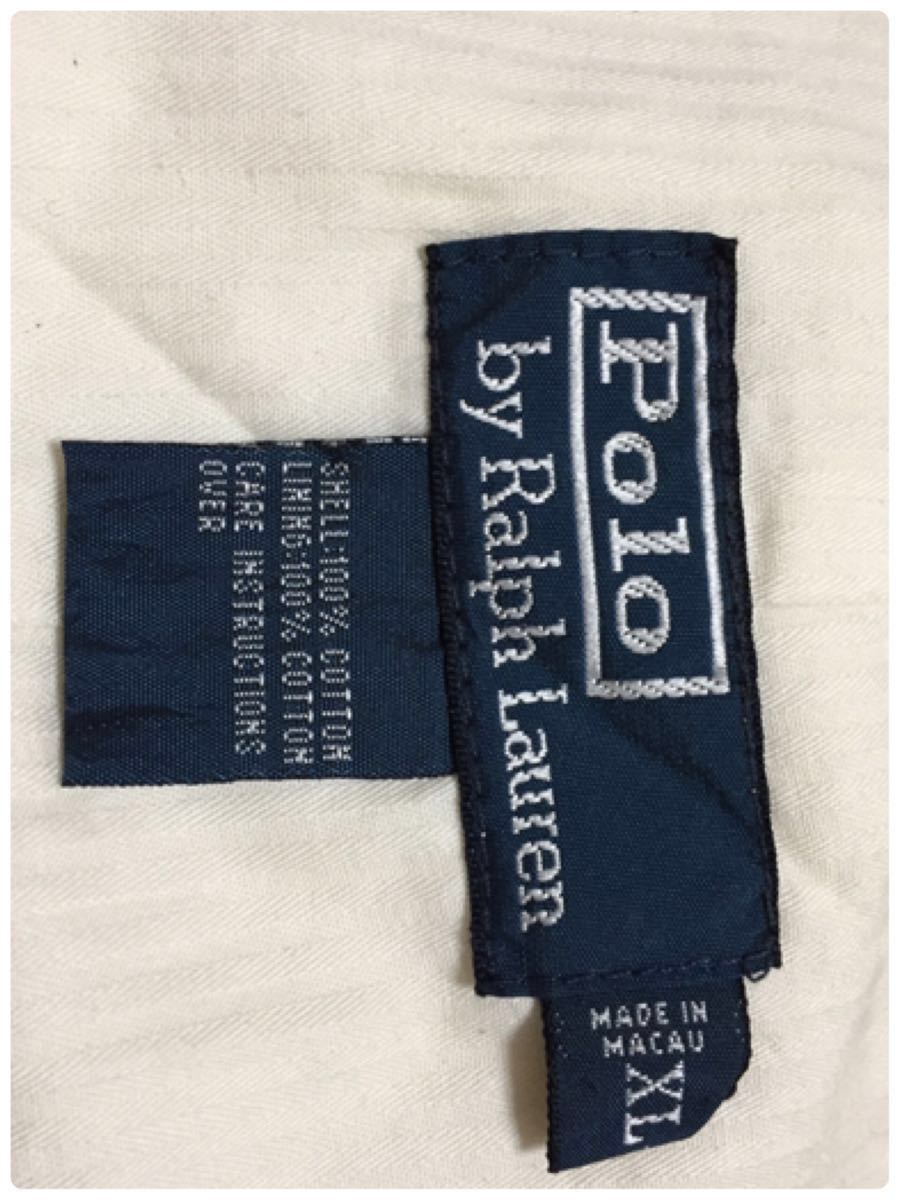 Polo
by Ralph Lauren
SHELL:100% COTTON
LINING:100% COTTON
CARE INSTRUCTIONS
OVER
MADE IN
MACAU
XL